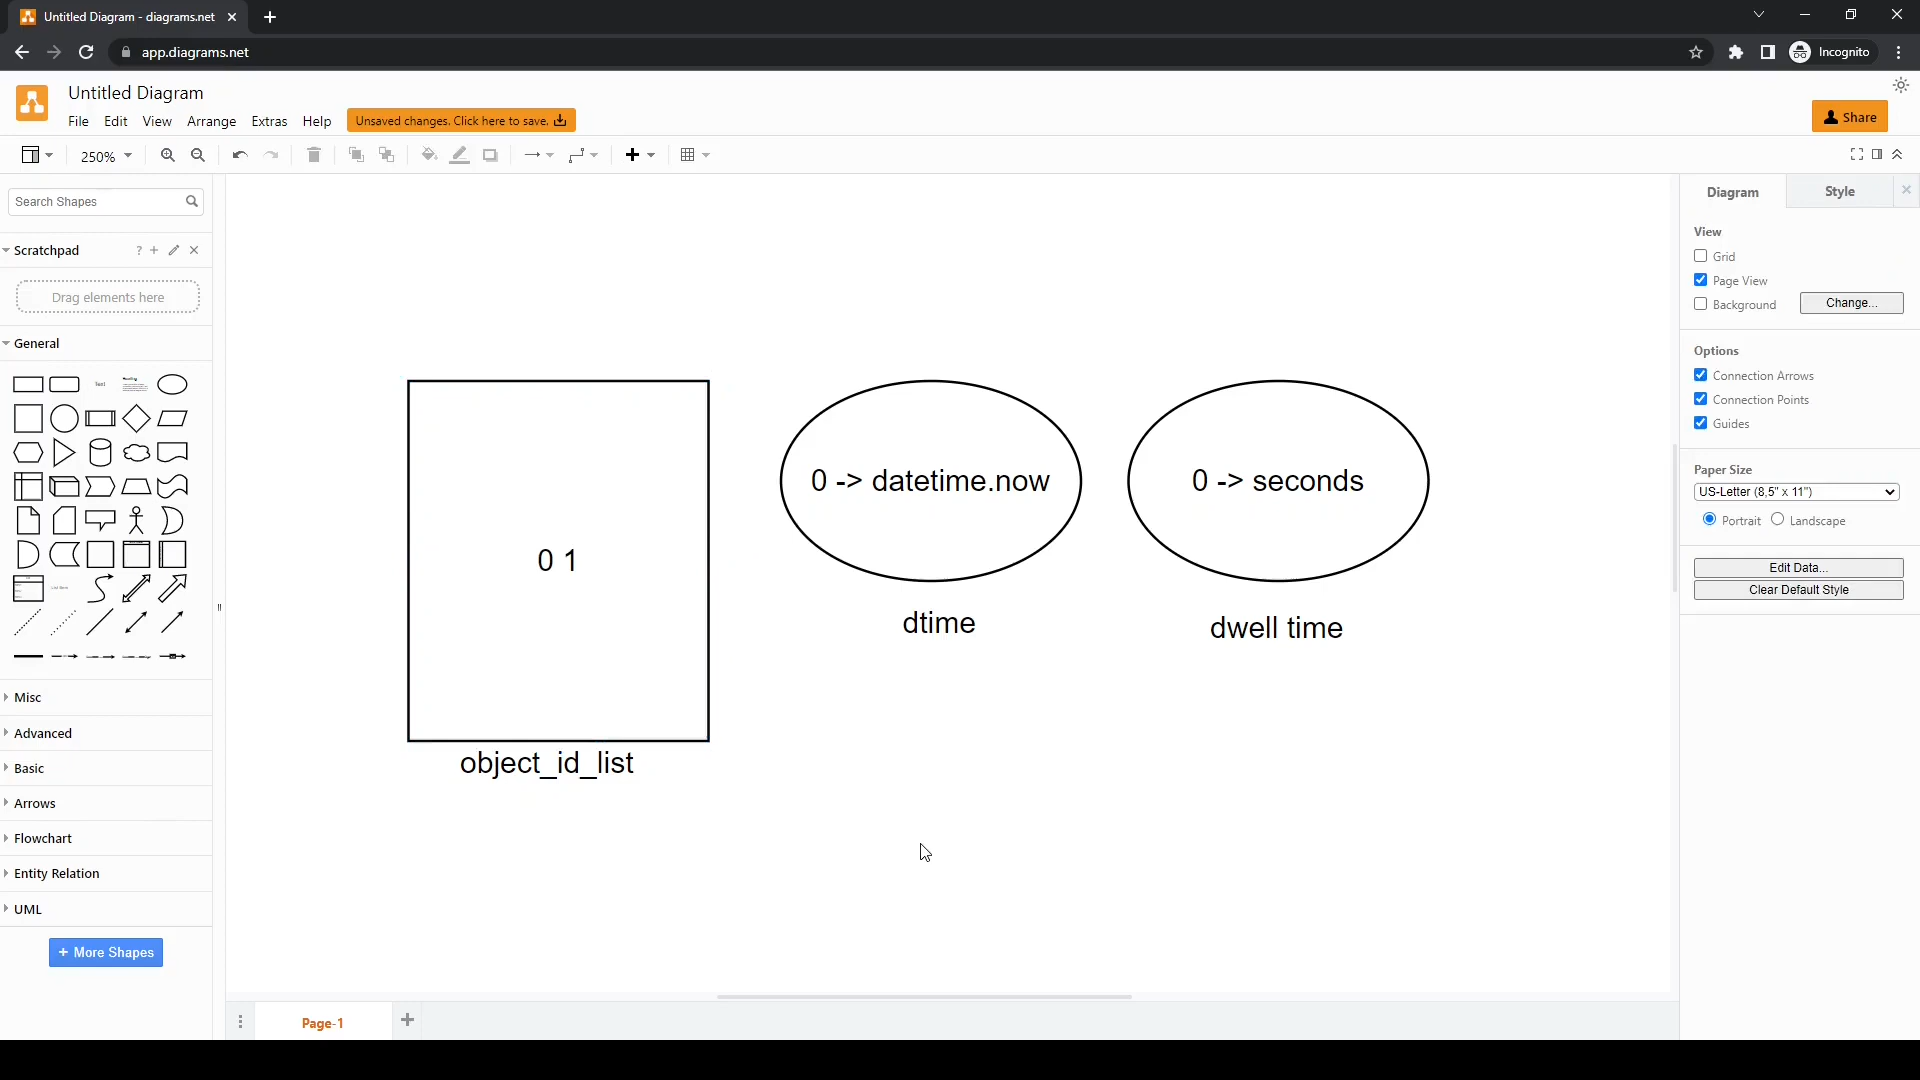 Untitled Diagram - diagrams.net
app.diagrams.net
Incognito
Untitled Diagram
File Edit View Arrange Extras Help Unsaved changes. Click here to save.
Share
250%
Search Shapes
Scratchpad
?
Drag elements here
General
Text
Misc
Advanced
Basic
Arrows
Flowchart
Entity Relation
UML
+ More Shapes
0 1
object_id_list
0 -> datetime.now
dtime
0 -> seconds
dwell time
Page-1
Diagram
Style
View
Grid
Page View
Background
Change...
Options
Connection Arrows
Connection Points
Guides
Paper Size
US-Letter (8,5" x 11")
Portrait Landscape
Edit Data...
Clear Default Style